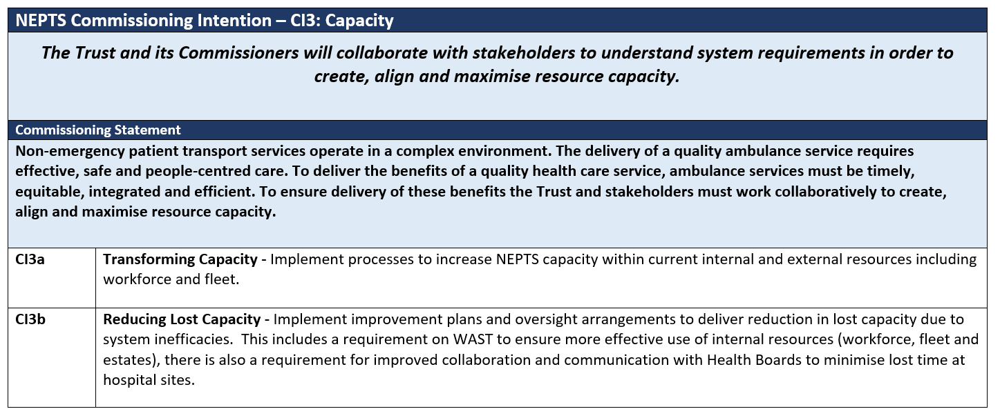 NEPTS Commissioning Intention – CI3: Capacity
The Trust and its Commissioners will collaborate with stakeholders to understand system requirements in order to
create, align and maximise resource capacity.
Commissioning Statement
Non-emergency patient transport services operate in a complex environment. The delivery of a quality ambulance service requires
effective, safe and people-centred care. To deliver the benefits of a quality health care service, ambulance services must be timely,
equitable, integrated and efficient. To ensure delivery of these benefits the Trust and stakeholders must work collaboratively to create,
align and maximise resource capacity.
CI3a
Transforming Capacity - Implement processes to increase NEPTS capacity within current internal and external resources including
workforce and fleet.
CI3b
Reducing Lost Capacity - Implement improvement plans and oversight arrangements to deliver reduction in lost capacity due to
system inefficacies.  This includes a requirement on WAST to ensure more effective use of internal resources (workforce, fleet and
estates), there is also a requirement for improved collaboration and communication with Health Boards to minimise lost time at
hospital sites.